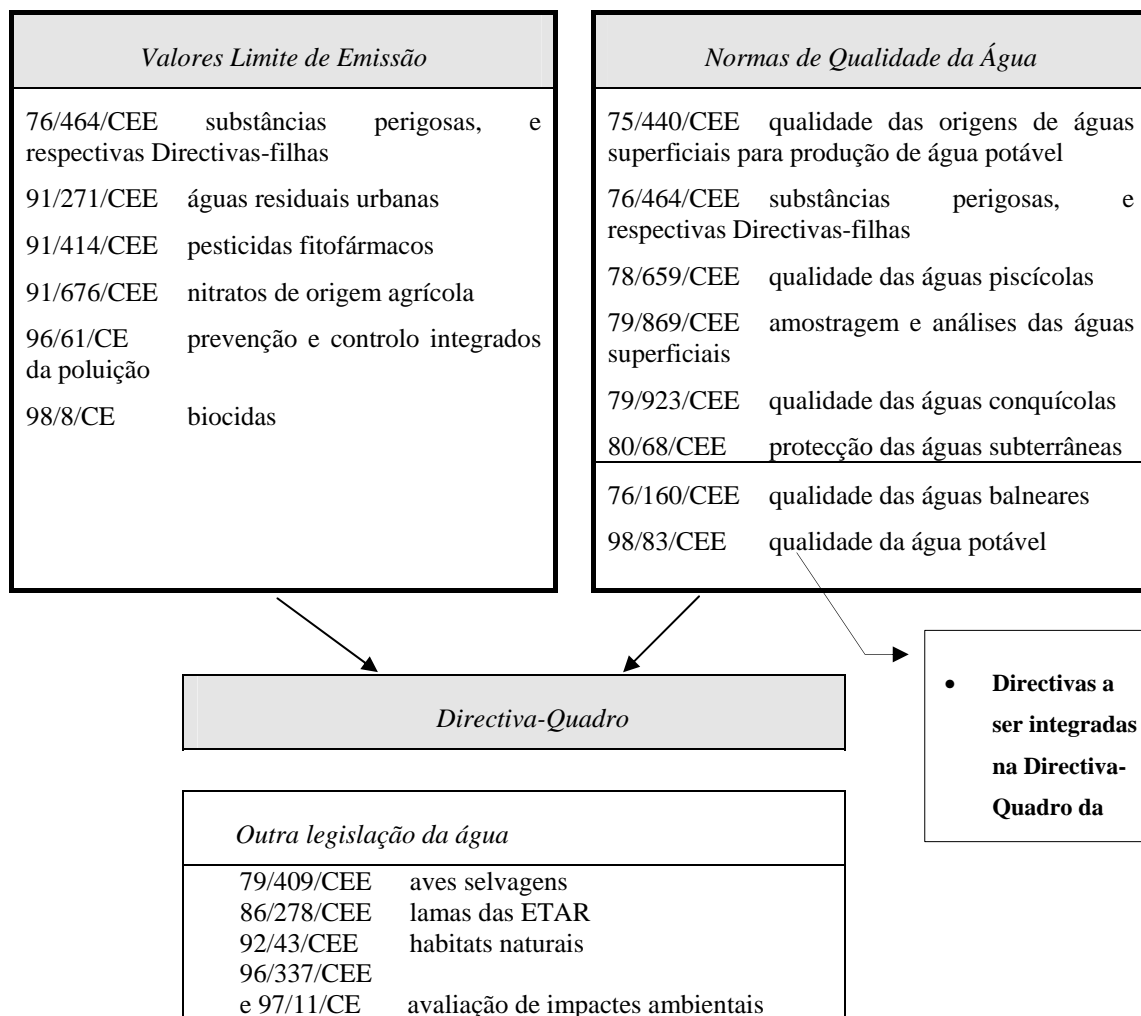 Valores Limite de Emissão
76/464/CEE substâncias perigosas, e
respectivas Directivas-filhas
91/271/CEE águas residuais urbanas
91/414/CEE pesticidas fitofármacos
91/676/CEE nitratos de origem agrícola
96/61/CE prevenção e controlo integrados
da poluição
98/8/CE biocidas
Normas de Qualidade da Água
75/440/CEE qualidade das origens de águas
superficiais para produção de água potável
76/464/CEE substâncias perigosas, e
respectivas Directivas-filhas
78/659/CEE qualidade das águas piscícolas
79/869/CEE amostragem e análises das águas
superficiais
79/923/CEE qualidade das águas conquícolas
80/68/CEE protecção das águas subterrâneas
76/160/CEE qualidade das águas balneares
98/83/CEE qualidade da água potável
• Directivas a
ser integradas
na Directiva-
Quadro da
Directiva-Quadro
Outra legislação da água
79/409/CEE aves selvagens
86/278/CEE lamas das ETAR
92/43/CEE habitats naturais
96/337/CEE
e 97/11/CE avaliação de impactes ambientais